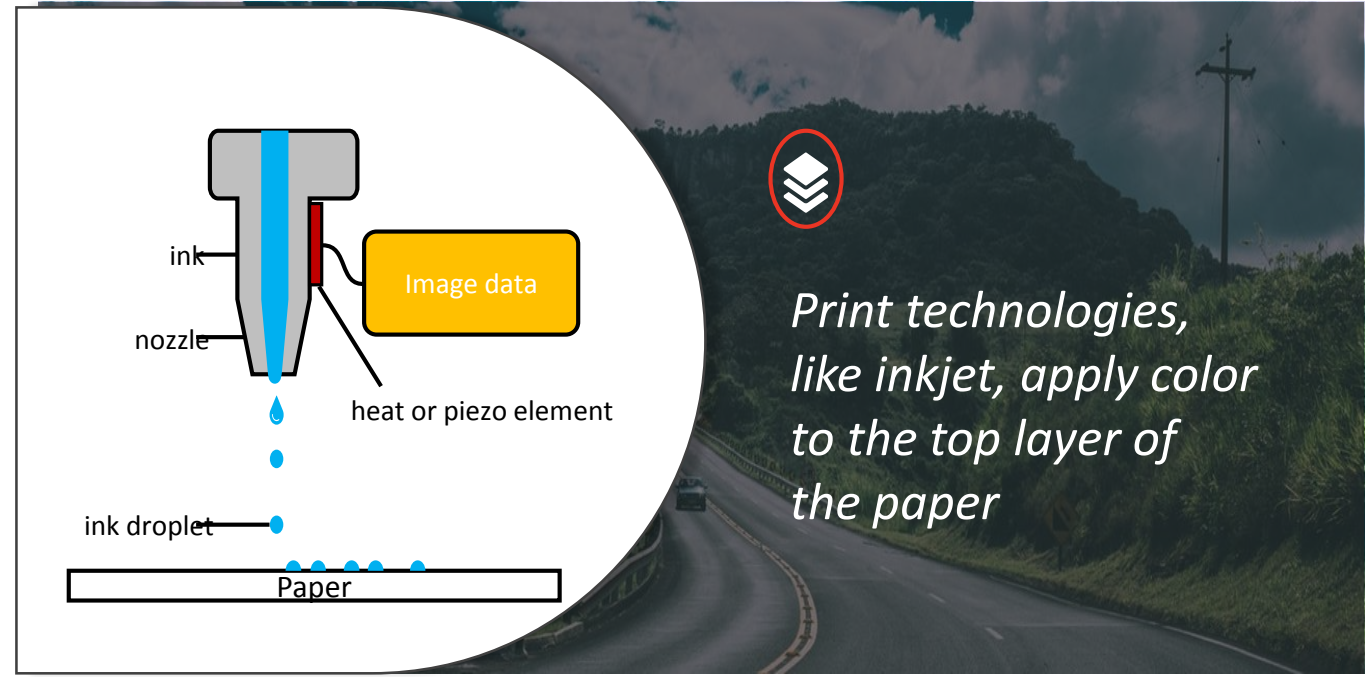 ink
Image data
nozzle
heat or piezo element
ink droplet
Paper
Print technologies,
like inkjet, apply color
to the top layer of
the paper